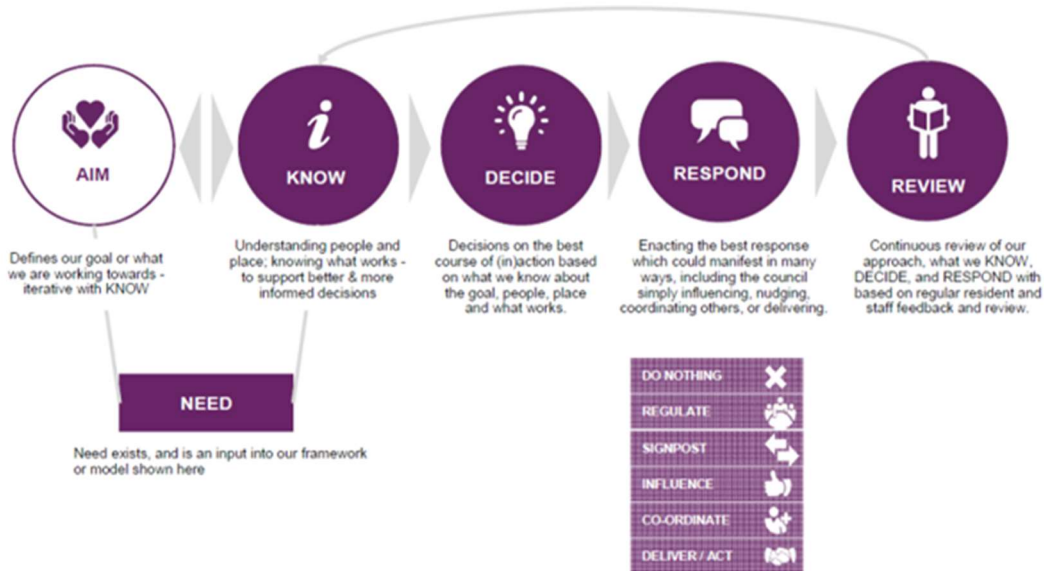 AIM
KNOW
DECIDE
RESPOND
REVIEW
Defines our goal or what
we are working towards -
iterative with KNOW
Understanding people and
place; knowing what works -
to support better & more
informed decisions
Decisions on the best
course of (in)action based
on what we know about
the goal, people, place
and what works.
Enacting the best response
which could manifest in many
ways, including the council
simply influencing, nudging,
coordinating others, or delivering.
Continuous review of our
approach, what we KNOW,
DECIDE, and RESPOND with
based on regular resident and
staff feedback and review.
NEED
Need exists, and is an input into our framework
or model shown here
DO NOTHING
REGULATE
SIGNPOST
INFLUENCE
CO-ORDINATE
DELIVER / ACT